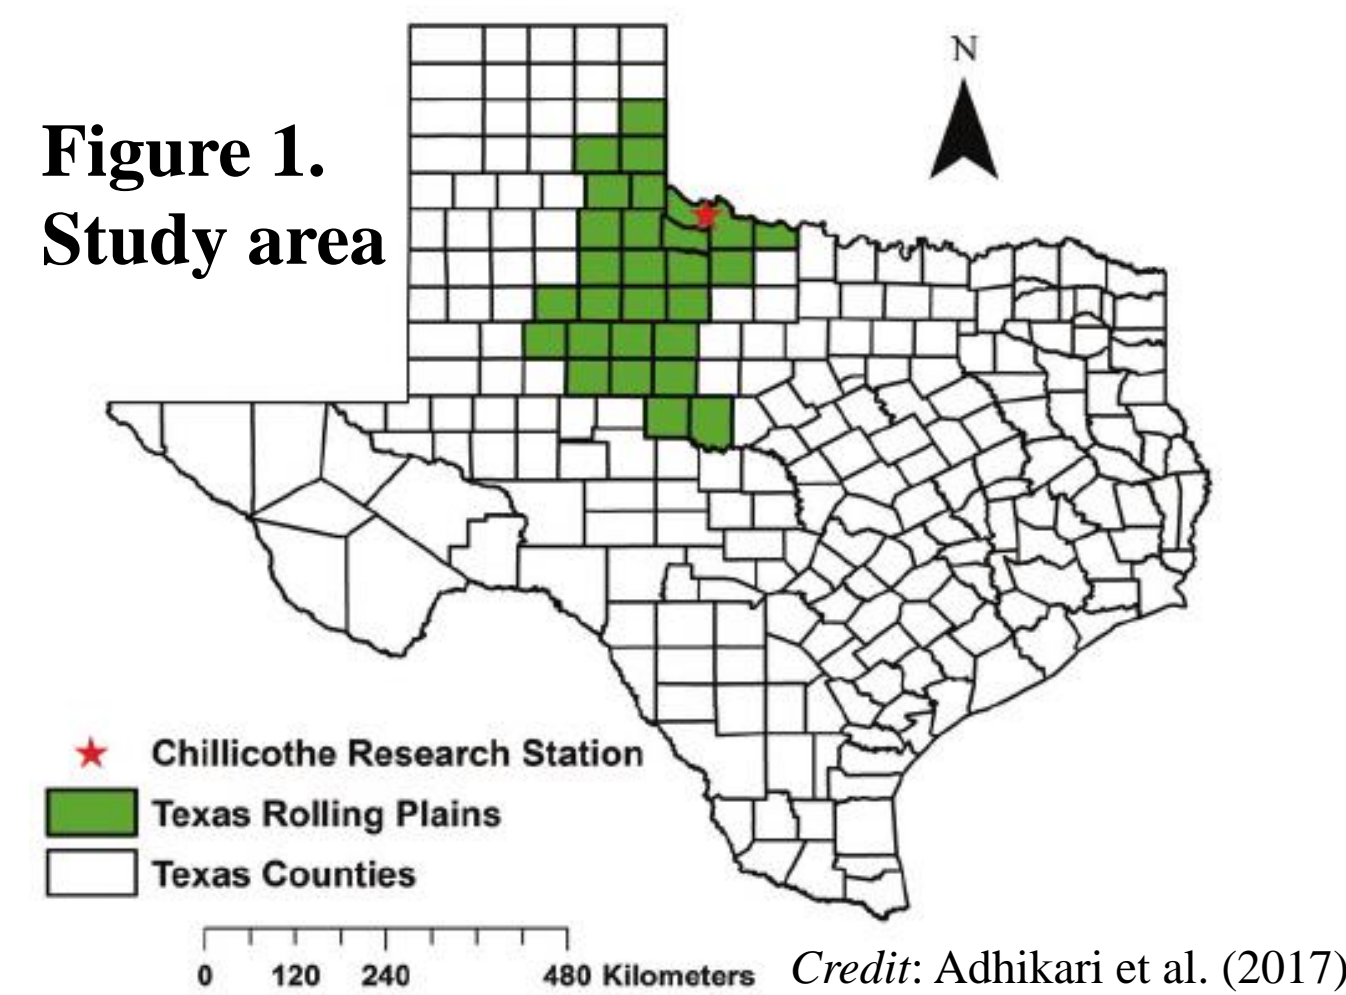 N
Figure 1.
Study area
Chillicothe Research Station
Texas Rolling Plains
Texas Counties
0 120 240 480 Kilometers
Credit: Adhikari et al. (2017)